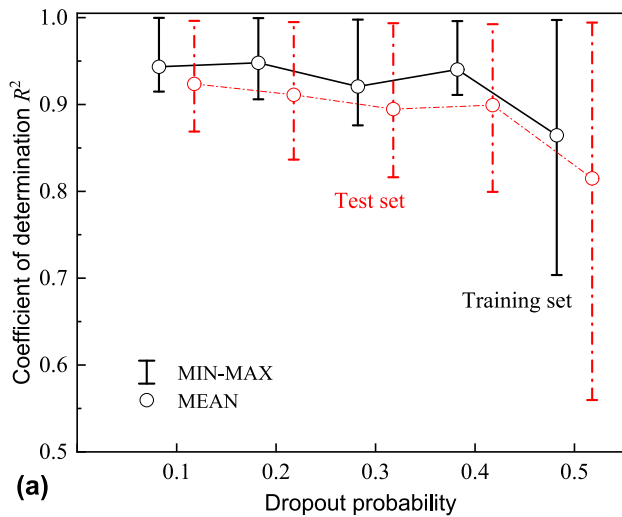 Coefficient of determination R²
1.0
0.9
0.8
0.7
0.6
0.5
Test set
Training set
MIN-MAX
MEAN
0.1 0.2 0.3 0.4 0.5
(a)
Dropout probability